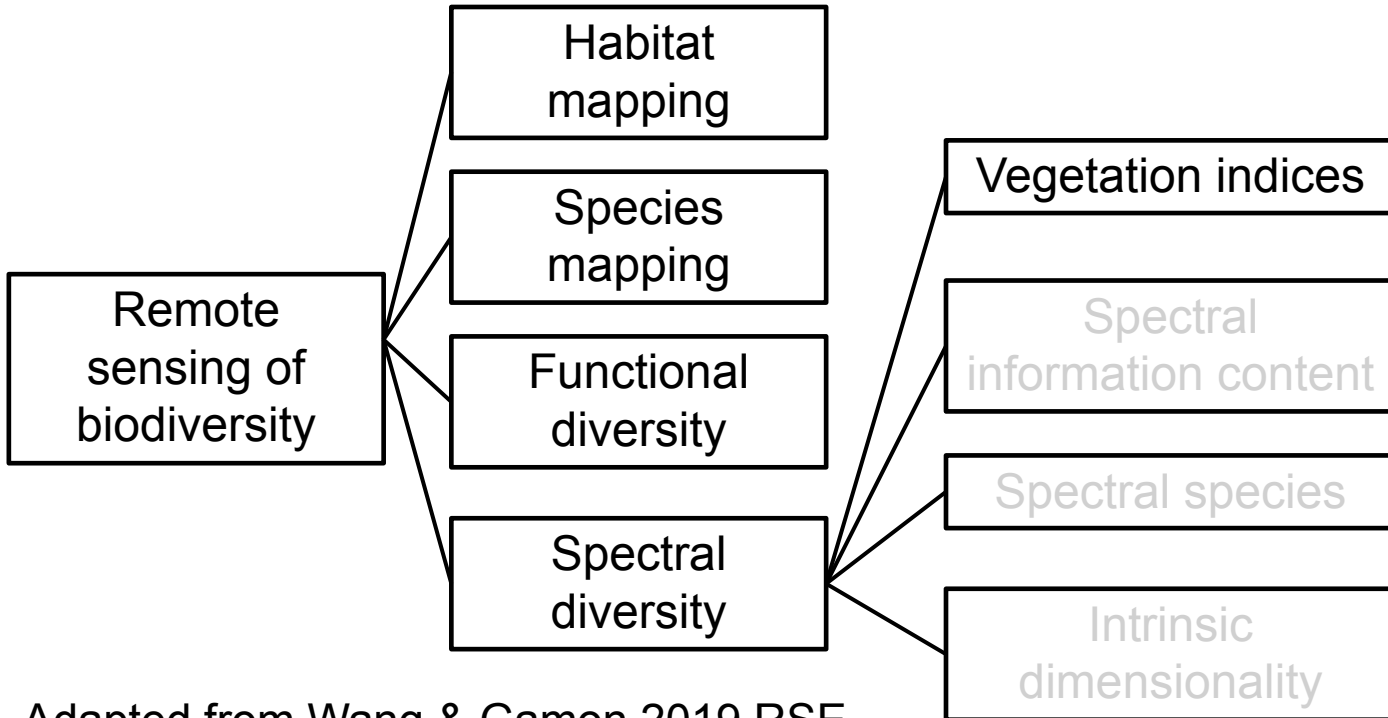 Remote
sensing of
biodiversity
Habitat
mapping
Species
mapping
Functional
diversity
Spectral
diversity
Vegetation indices
Spectral
information content
Spectral species
Intrinsic
dimensionality
Adapted from Wang & Gamon 2019 RSE